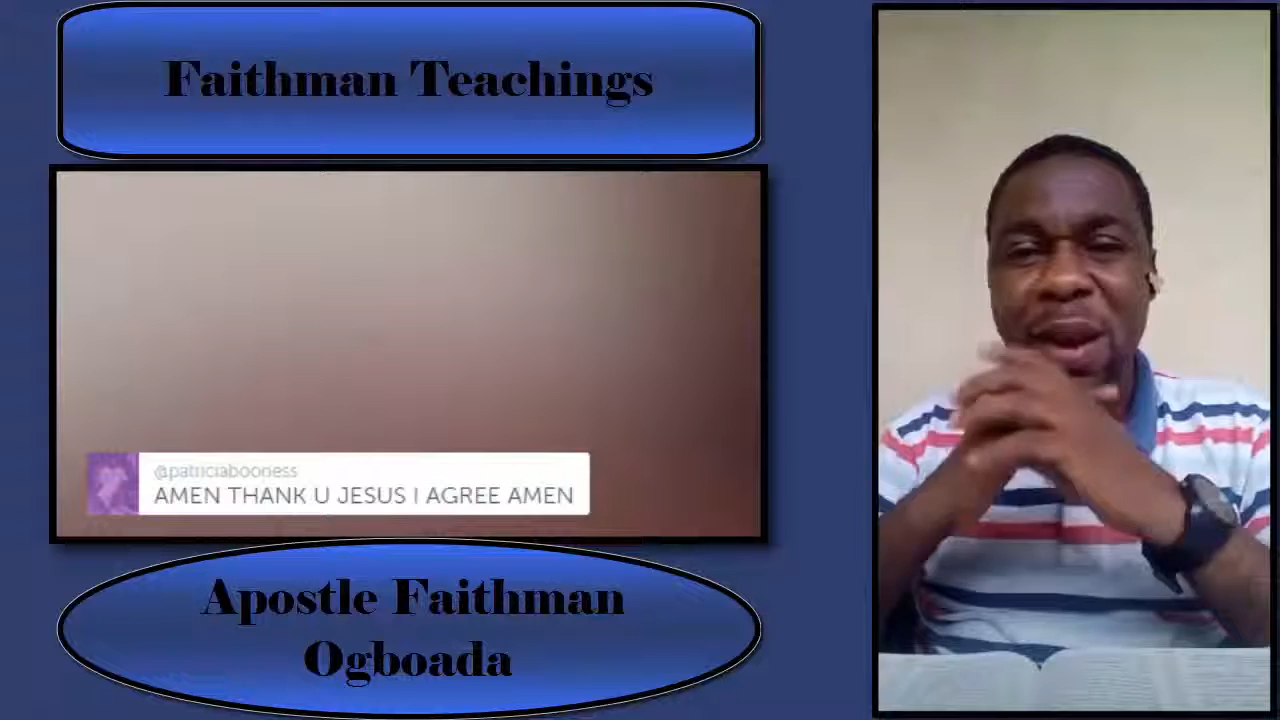 Faithman Teachings
@patriciabooness
AMEN THANK U JESUS I AGREE AMEN
Apostle Faithman
Ogboada